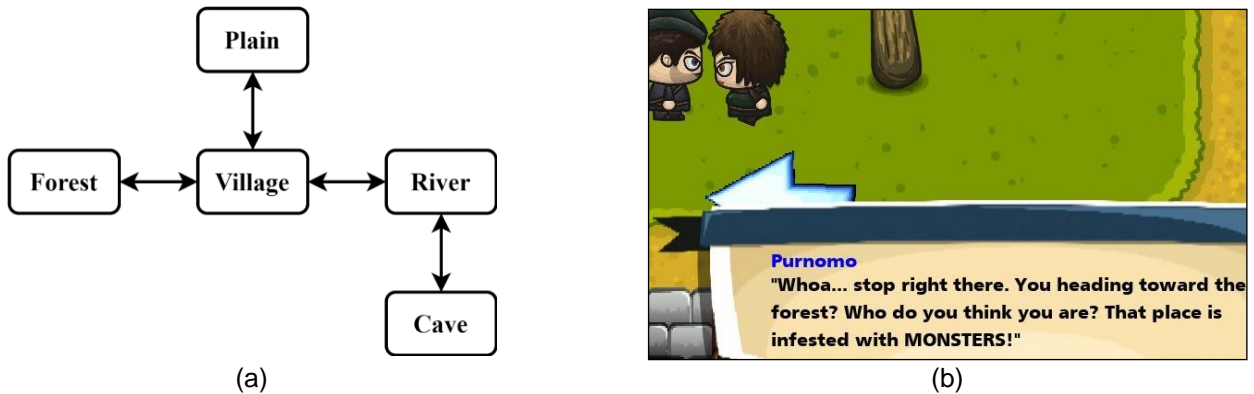 Plain
Forest
Village
River
Cave
(a)
Purnomo
"Whoa... stop right there. You heading toward the
forest? Who do you think you are? That place is
infested with MONSTERS!"
(b)